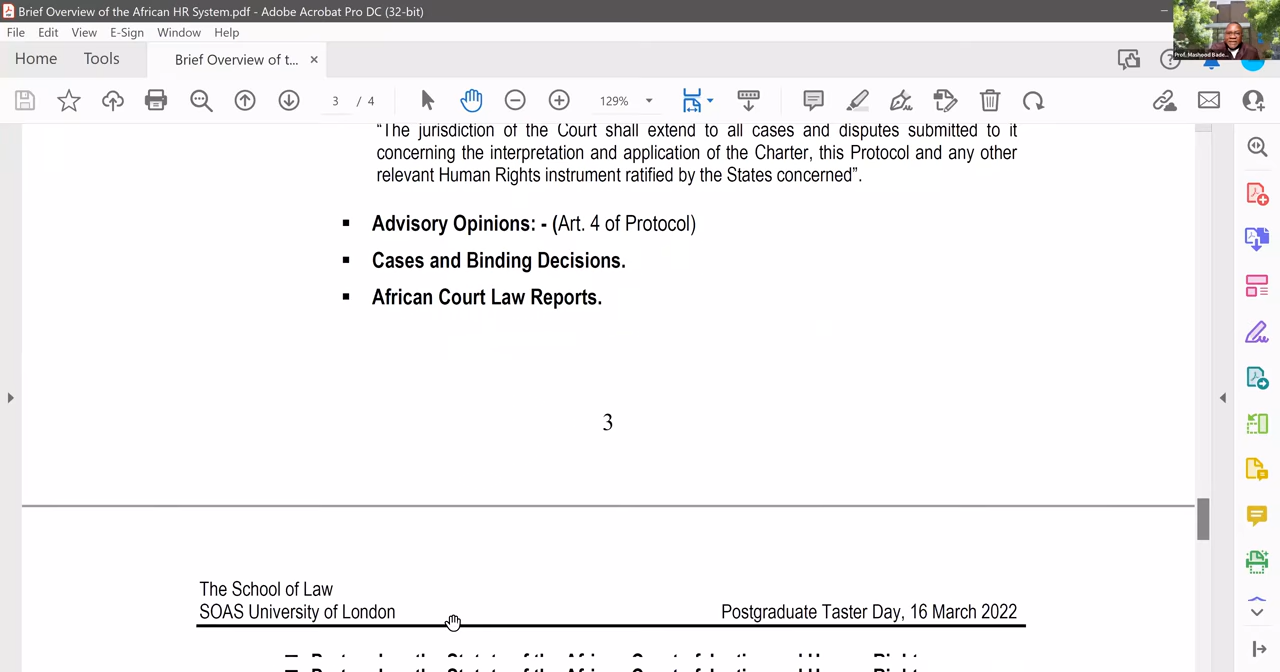 Brief Overview of the African HR System.pdf - Adobe Acrobat Pro DC (32-bit)
File Edit View E-Sign Window Help
Home Tools Brief Overview of t... ×
3 / 4 129%
“The jurisdiction of the Court shall extend to all cases and disputes submitted to it
concerning the interpretation and application of the Charter, this Protocol and any other
relevant Human Rights instrument ratified by the States concerned”.
▪ Advisory Opinions: - (Art. 4 of Protocol)
▪ Cases and Binding Decisions.
▪ African Court Law Reports.
3
The School of Law
SOAS University of London Postgraduate Taster Day, 16 March 2022